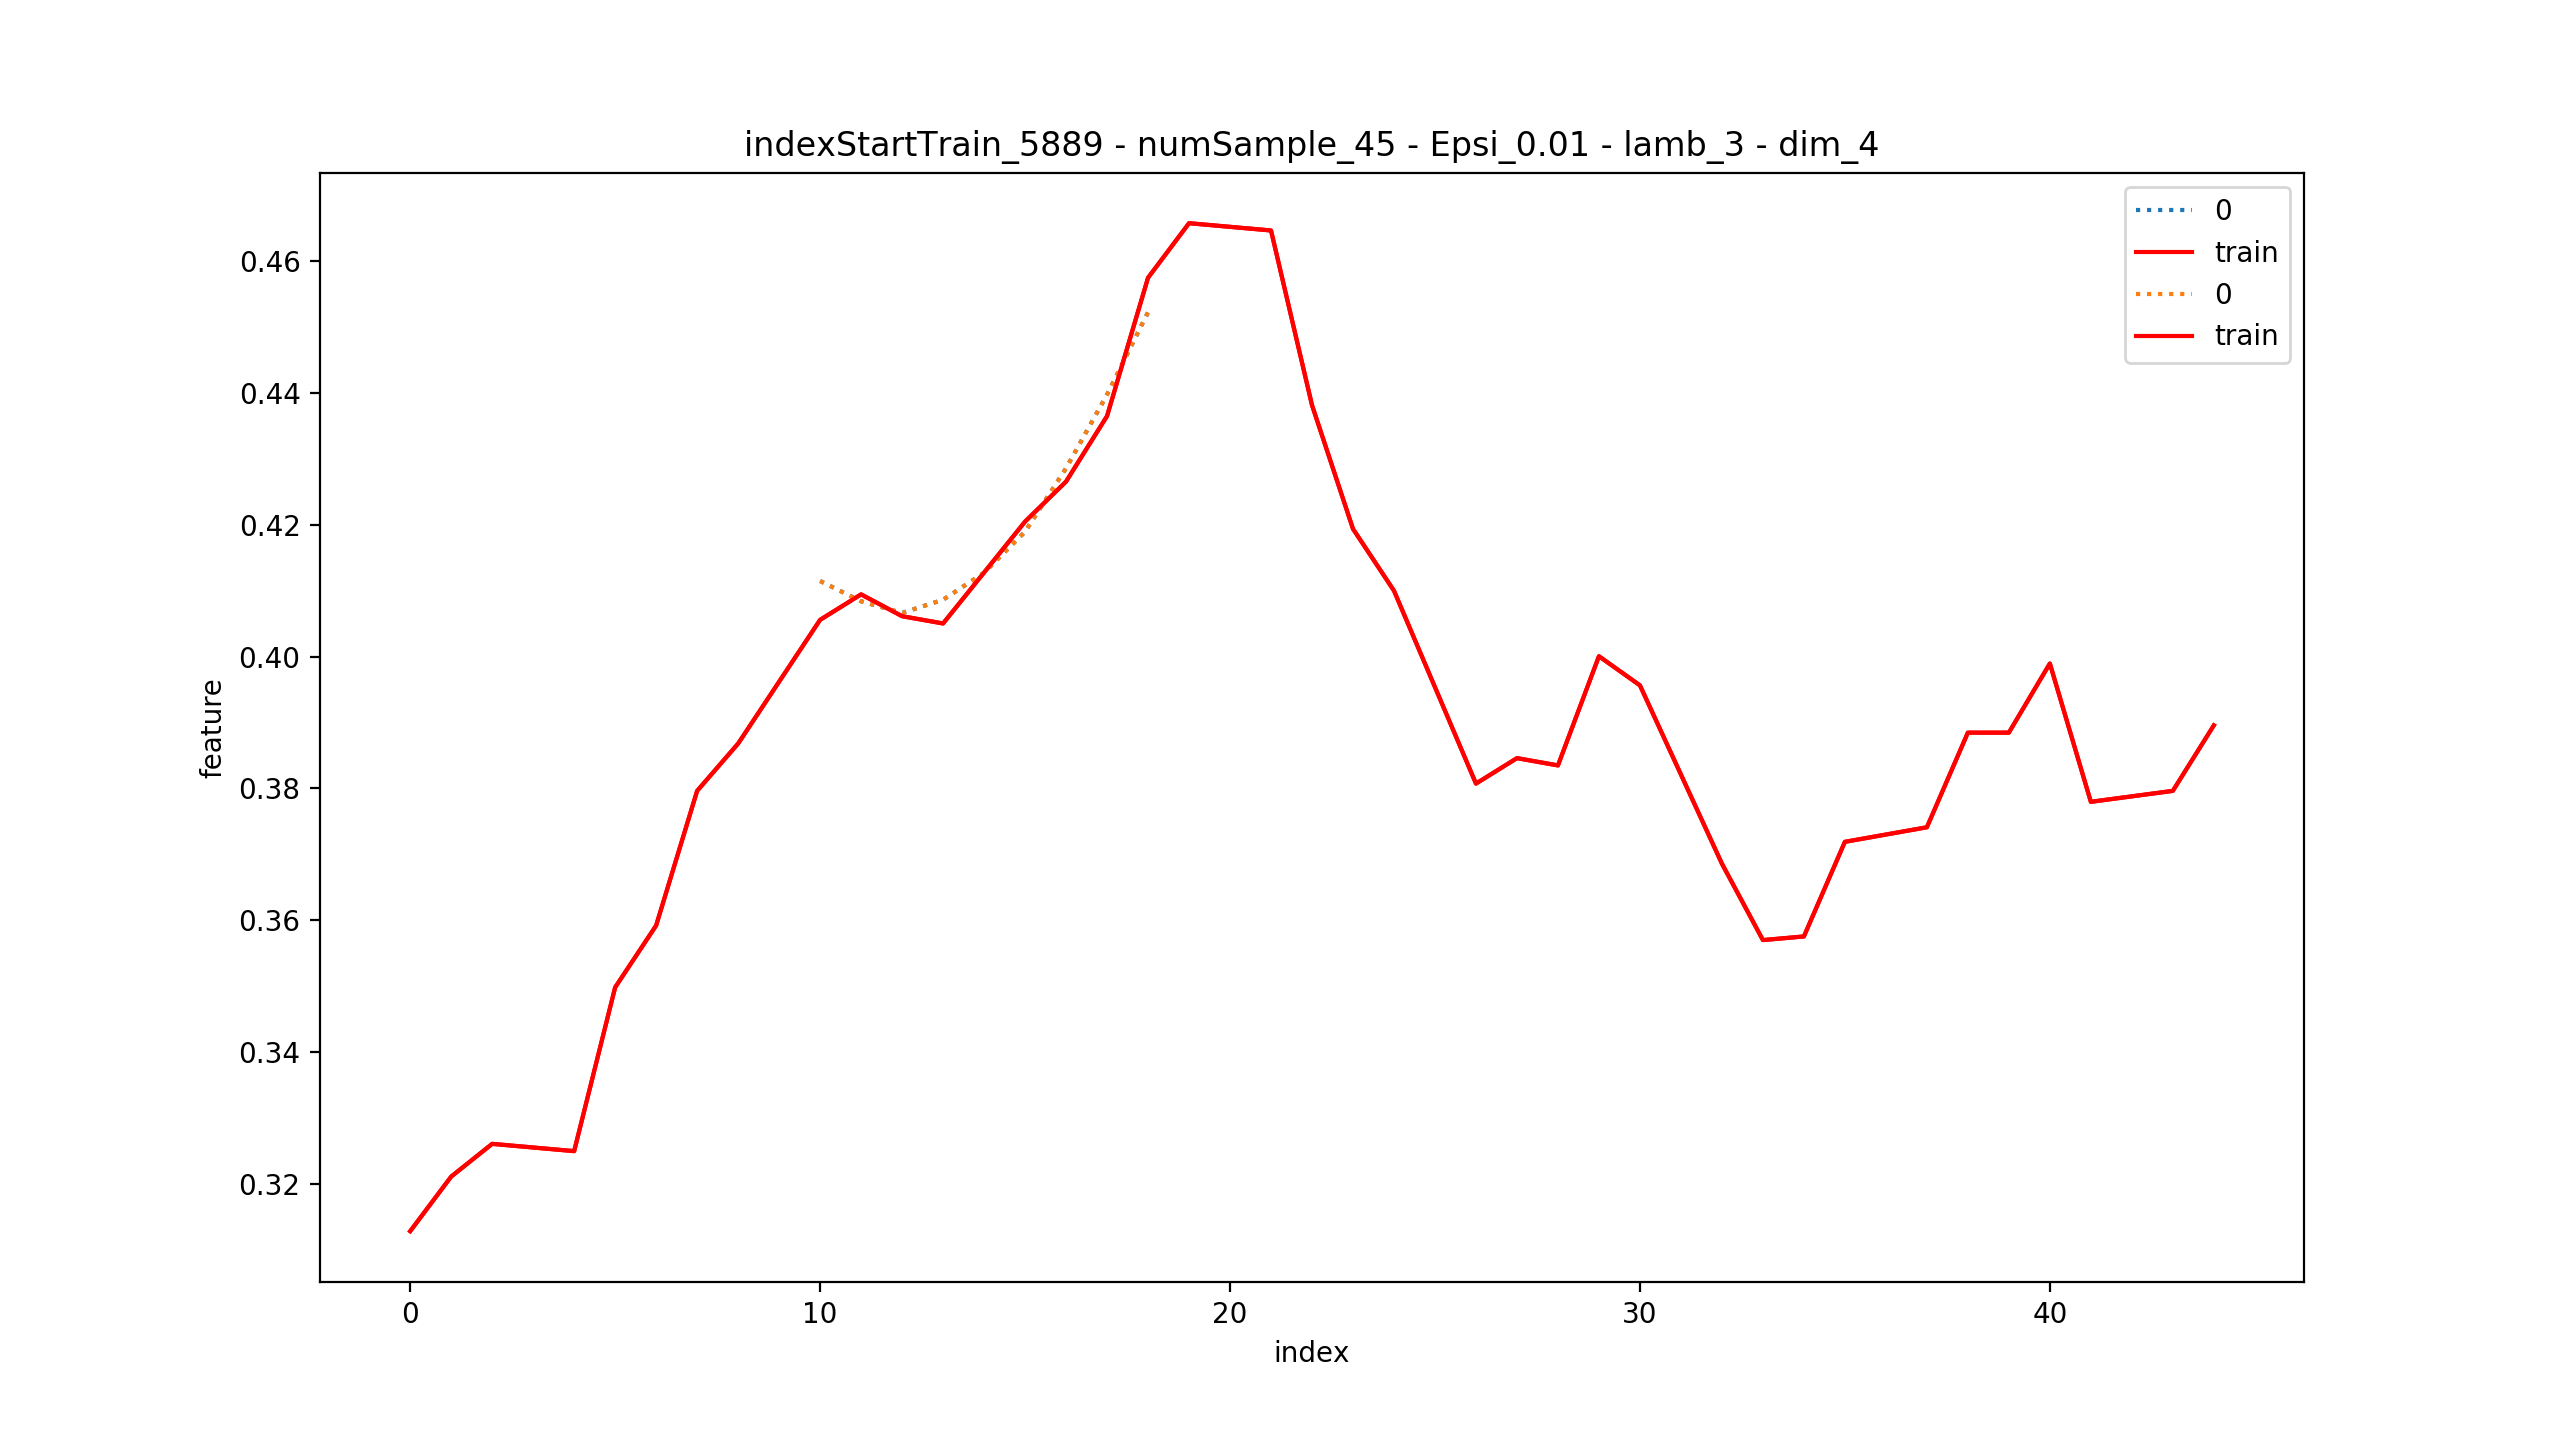 indexStartTrain_5889 - numSample_45 - Epsi_0.01 - lamb_3 - dim_4
0
train
0
train
0.46
0.44
0.42
0.40
0.38
0.36
0.34
0.32
feature
0 10 20 30 40
index